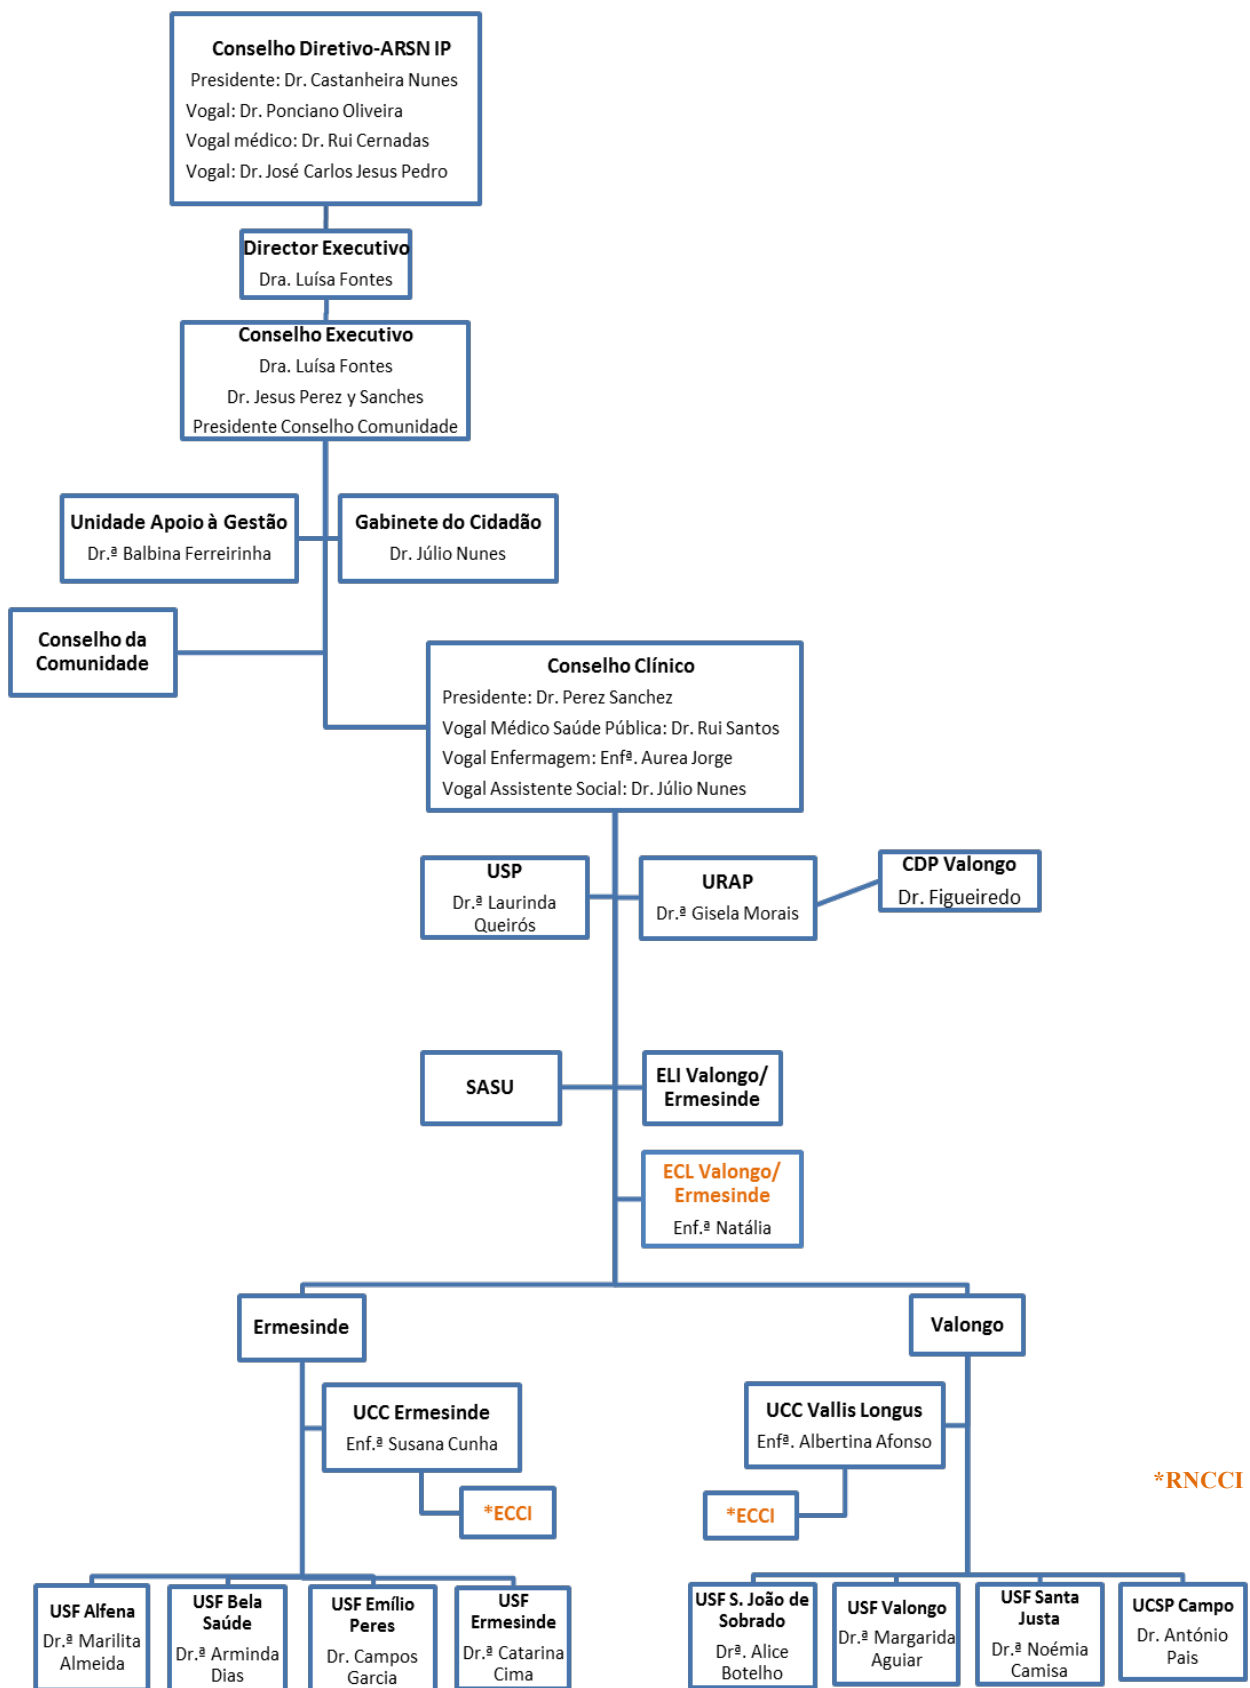 Conselho Diretivo-ARSN IP
Presidente: Dr. Castanheira Nunes
Vogal: Dr. Ponciano Oliveira
Vogal médico: Dr. Rui Cernadas
Vogal: Dr. José Carlos Jesus Pedro
Director Executivo
Dra. Luísa Fontes
Conselho Executivo
Dra. Luísa Fontes
Dr. Jesus Perez y Sanches
Presidente Conselho Comunidade
Unidade Apoio à Gestão
Dr.ª Balbina Ferreirinha
Gabinete do Cidadão
Dr. Júlio Nunes
Conselho da
Comunidade
Conselho Clínico
Presidente: Dr. Perez Sanchez
Vogal Médico Saúde Pública: Dr. Rui Santos
Vogal Enfermagem: Enfª. Aurea Jorge
Vogal Assistente Social: Dr. Júlio Nunes
USP
Dr.ª Laurinda
Queirós
URAP
Dr.ª Gisela Morais
CDP Valongo
Dr. Figueiredo
SASU
ELI Valongo/
Ermesinde
ECL Valongo/
Ermesinde
Enf.ª Natália
Ermesinde
Valongo
UCC Ermesinde
Enf.ª Susana Cunha
UCC Vallis Longus
Enfª. Albertina Afonso
*ECCI
*ECCI
*RNCCI
USF Alfena
Dr.ª Marilita
Almeida
USF Bela
Saúde
Dr.ª Arminda
Dias
USF Emílio
Peres
Dr. Campos
Garcia
USF
Ermesinde
Dr.ª Catarina
Cima
USF S. João de
Sobrado
Drª. Alice
Botelho
USF Valongo
Dr.ª Margarida
Aguiar
USF Santa
Justa
Dr.ª Noémia
Camisa
UCSP Campo
Dr. António
Pais